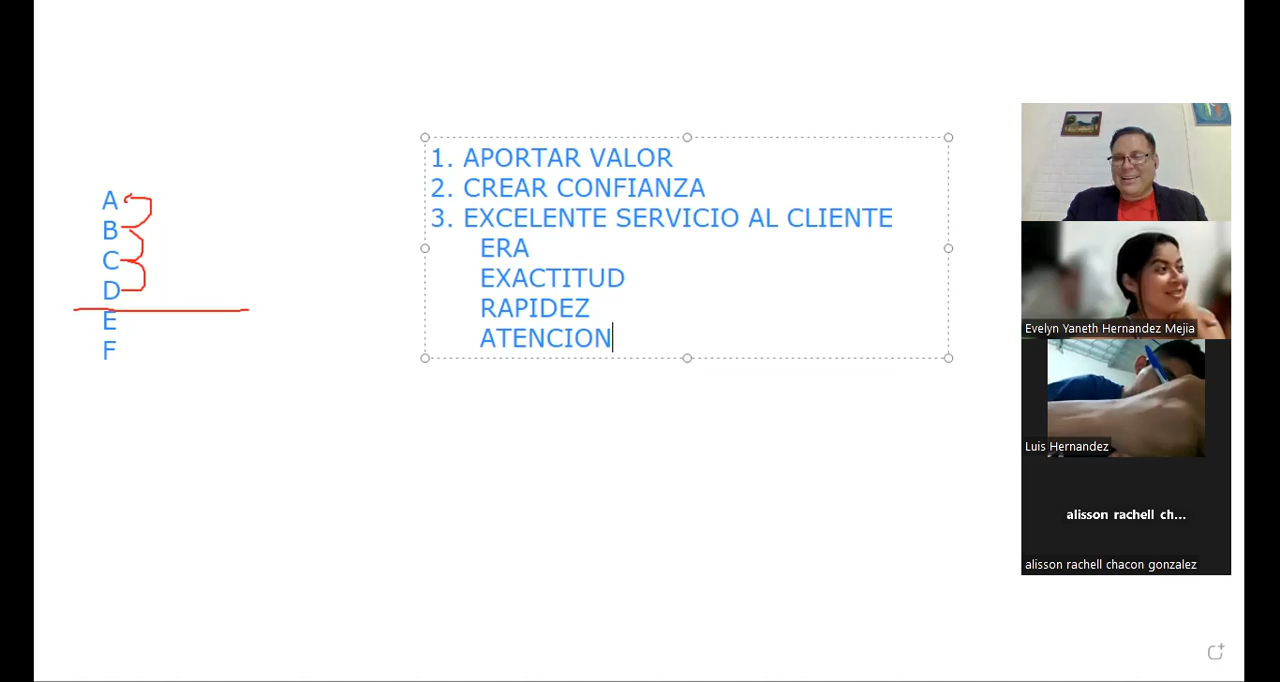 A
B
C
D
E
F
1. APORTAR VALOR
2. CREAR CONFIANZA
3. EXCELENTE SERVICIO AL CLIENTE
ERA
EXACTITUD
RAPIDEZ
ATENCION
Evelyn Yaneth Hernandez Mejia
Luis Hernandez
alisson rachell ch...
alisson rachell chacon gonzalez